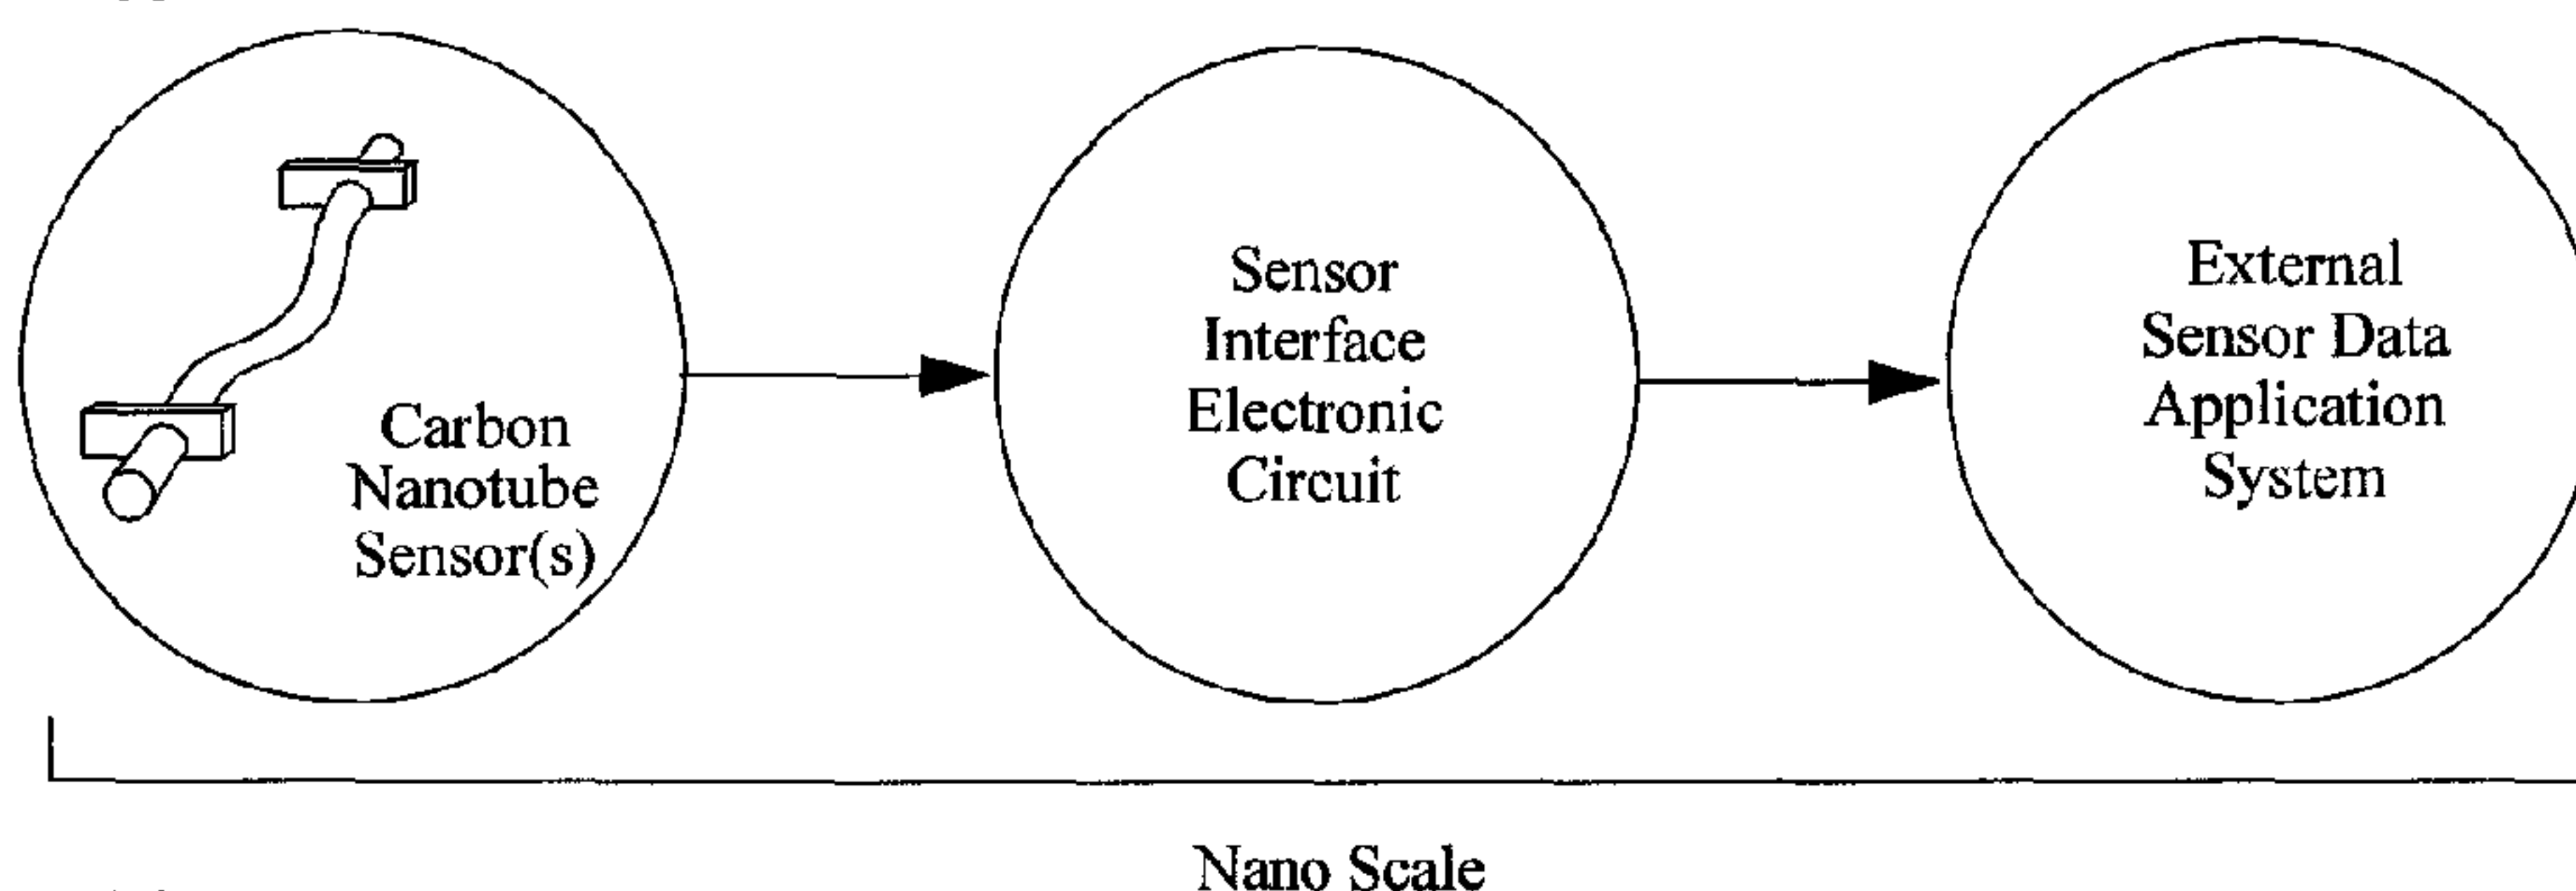 Carbon
Nanotube
Sensor(s)
Sensor
Interface
Electronic
Circuit
External
Sensor Data
Application
System
Nano Scale